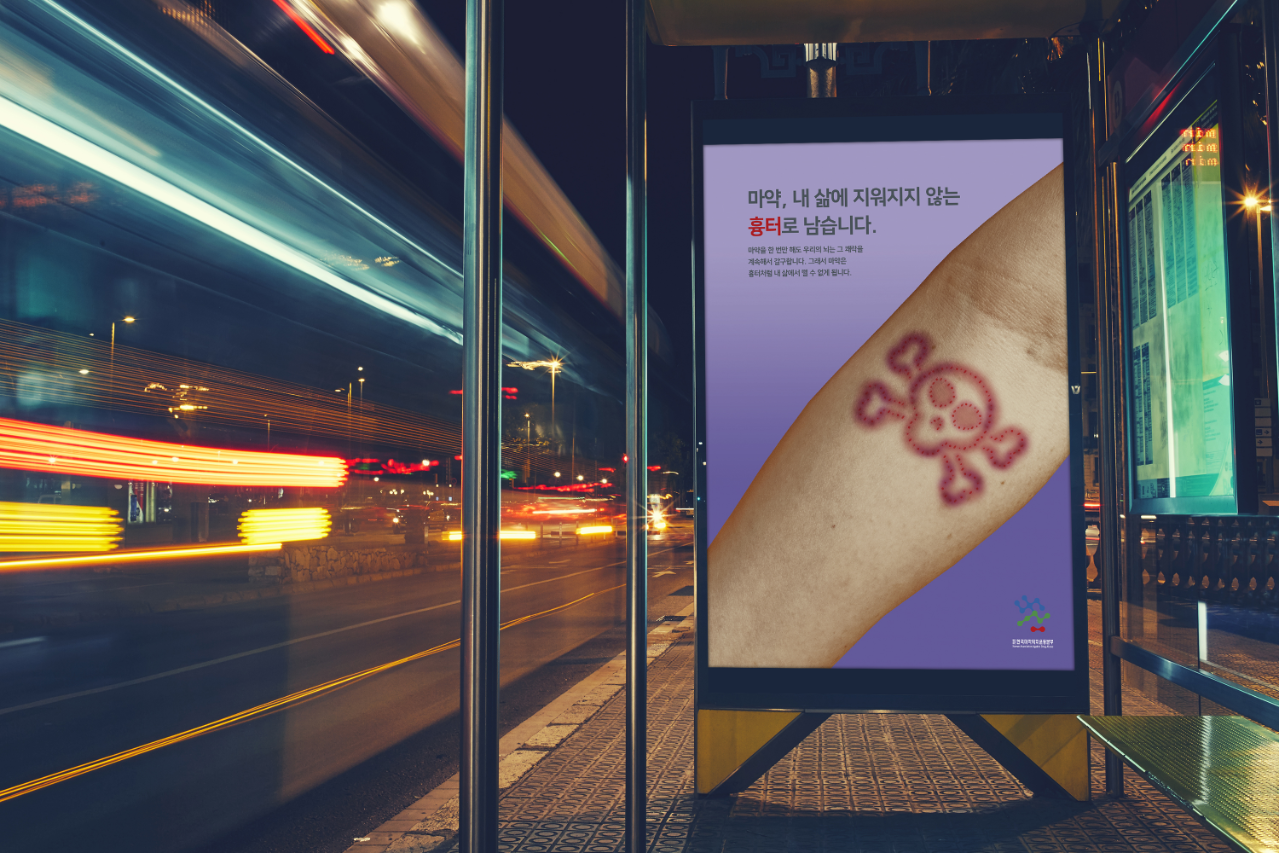 마약, 내 삶에 지워지지 않는
흉터로 남습니다.
마약을 한 번만 해도 우리의 뇌는 그 쾌락을
계속해서 갈구합니다. 그래서 마약은
흉터처럼 내 삶에서 뗄 수 없게 됩니다.
min
min
min